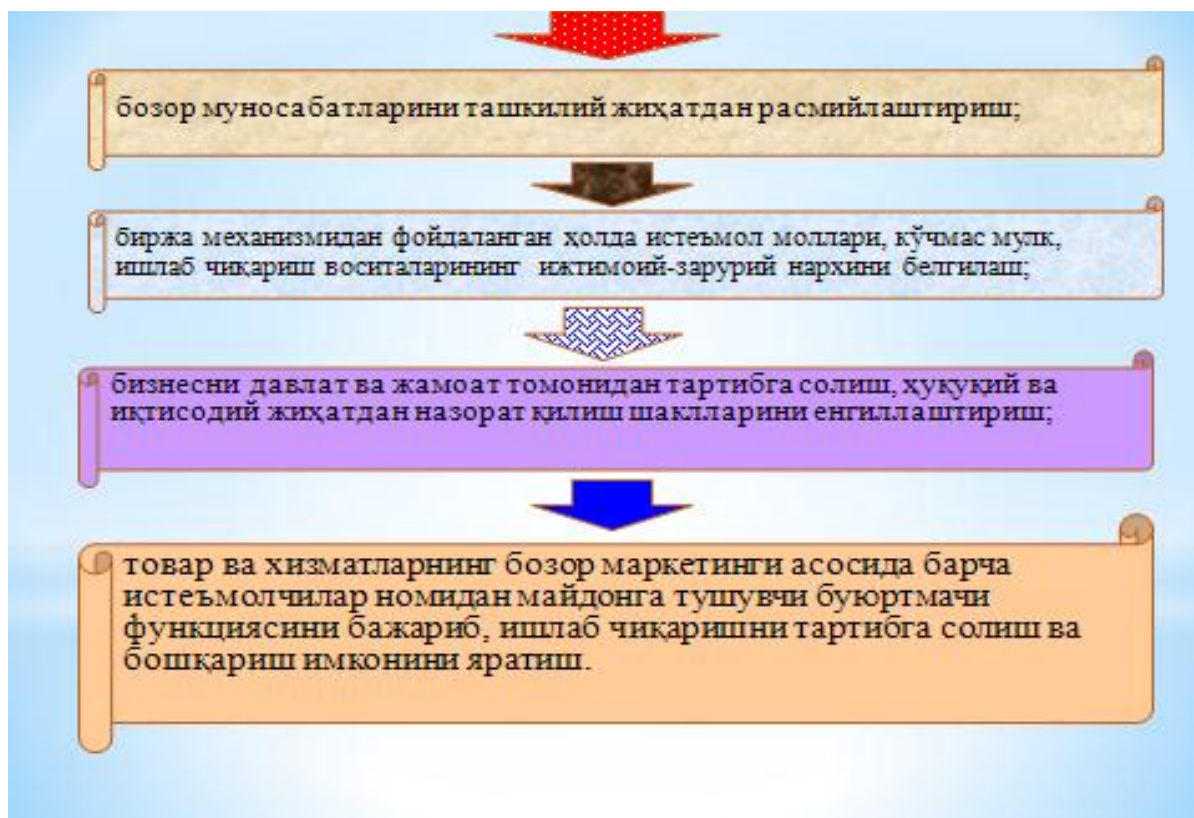 бозор муносабатларини ташкилий жиҳатдан расмийлаштириш;
биржа механизмидан фойдаланган ҳолда истеъмол моллари, кўчмас мулк,
ишлаб чиқариш воситаларининг ижтимоий-зарурий нархини белгилаш;
бизнесни давлат ва жамоат томонидан тартибга солиш, ҳуқуқий ва
иқтисодий жиҳатдан назорат қилиш шаклларини енгиллаштириш;
товар ва хизматларнинг бозор маркетинги асосида барча
истеъмолчилар номидан майдонга тушувчи буюртмачи
функциясини бажариб, ишлаб чиқаришни тартибга солиш ва
бошқариш имконини яратиш.